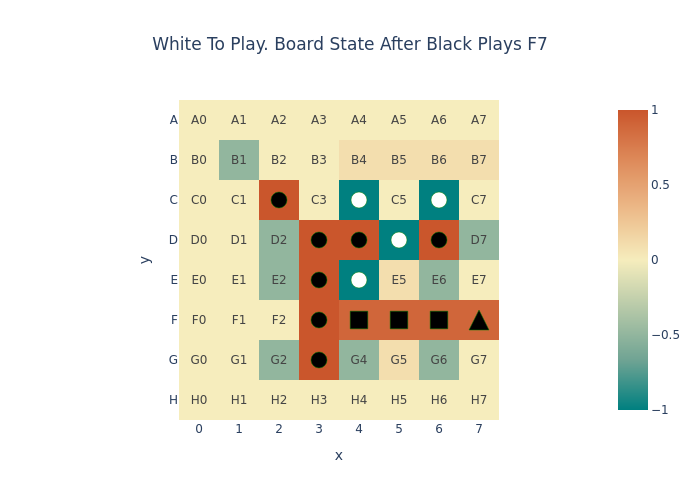 White To Play. Board State After Black Plays F7
A A0 A1 A2 A3 A4 A5 A6 A7
B B0 B1 B2 B3 B4 B5 B6 B7
C C0 C1 C3 C5 C7
D D0 D1 D2 D7
E E0 E1 E2 E5 E6 E7
F F0 F1 F2
G G0 G1 G2 G4 G5 G6 G7
H H0 H1 H2 H3 H4 H5 H6 H7
0 1 2 3 4 5 6 7
x
y
1
0.5
0
−0.5
−1